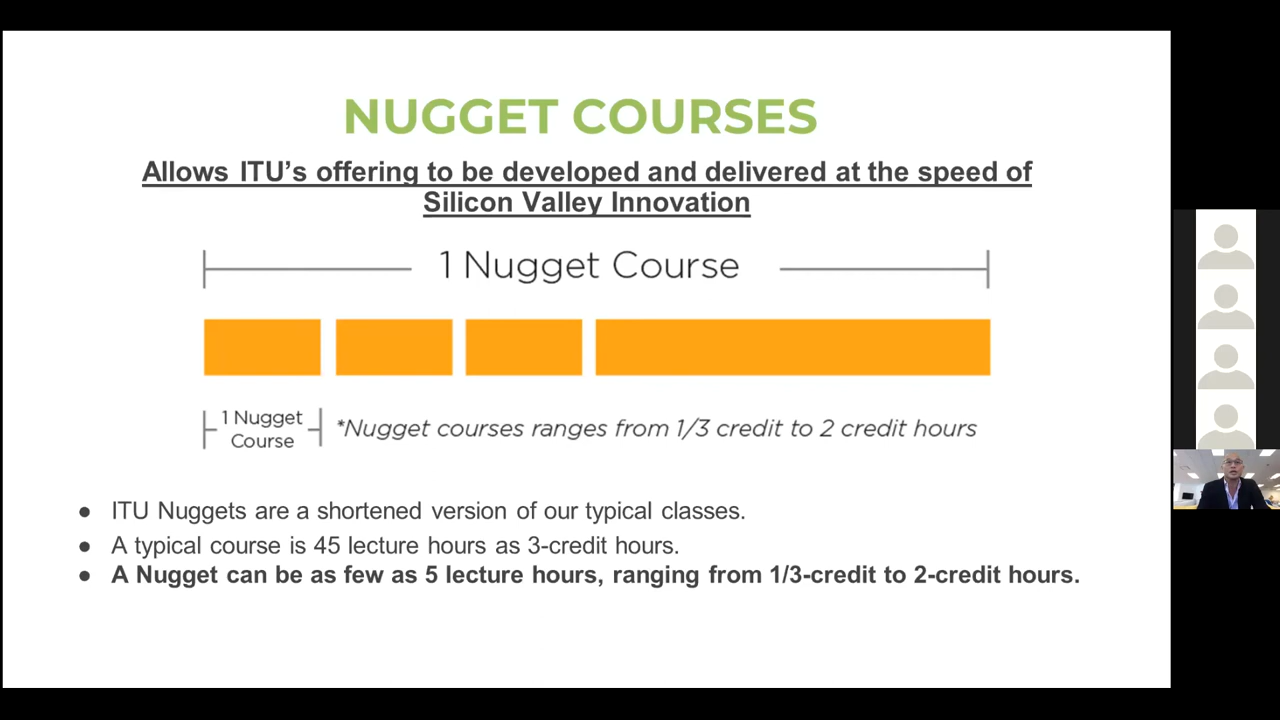 NUGGET COURSES
Allows ITU’s offering to be developed and delivered at the speed of
Silicon Valley Innovation
1 Nugget Course
1 Nugget
Course
*Nugget courses ranges from 1/3 credit to 2 credit hours
● ITU Nuggets are a shortened version of our typical classes.
● A typical course is 45 lecture hours as 3-credit hours.
● A Nugget can be as few as 5 lecture hours, ranging from 1/3-credit to 2-credit hours.